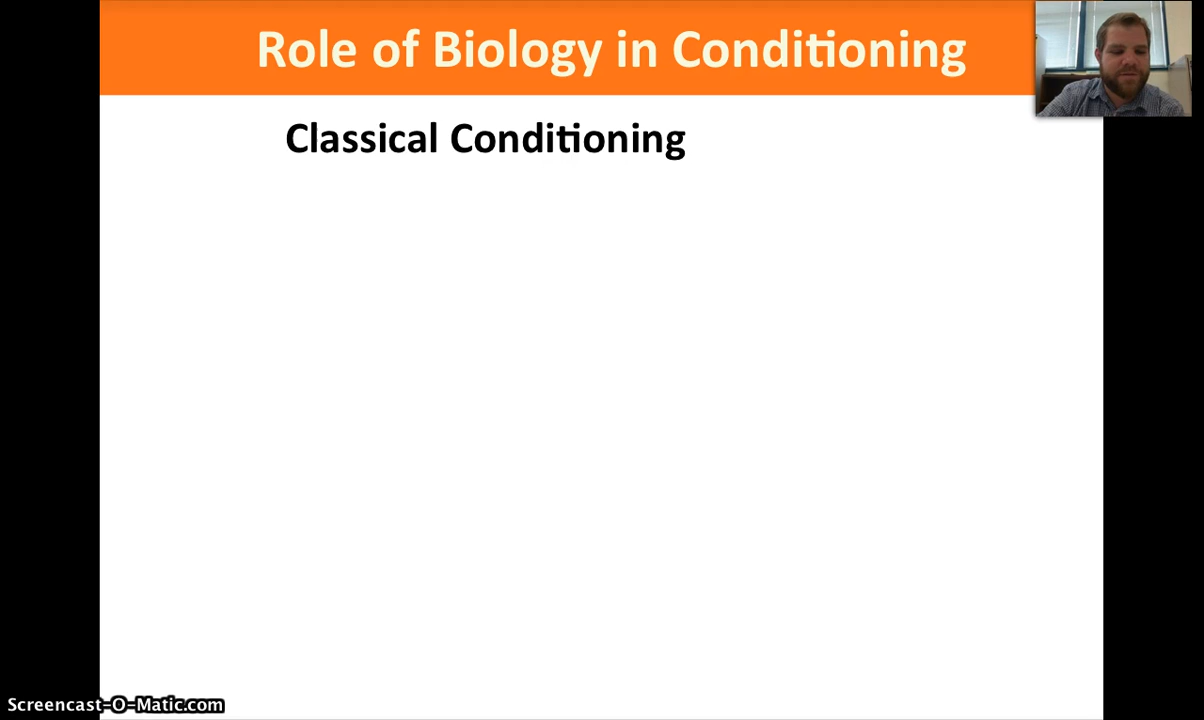 Role of Biology in Conditioning
Classical Conditioning
Screencast-O-Matic.com